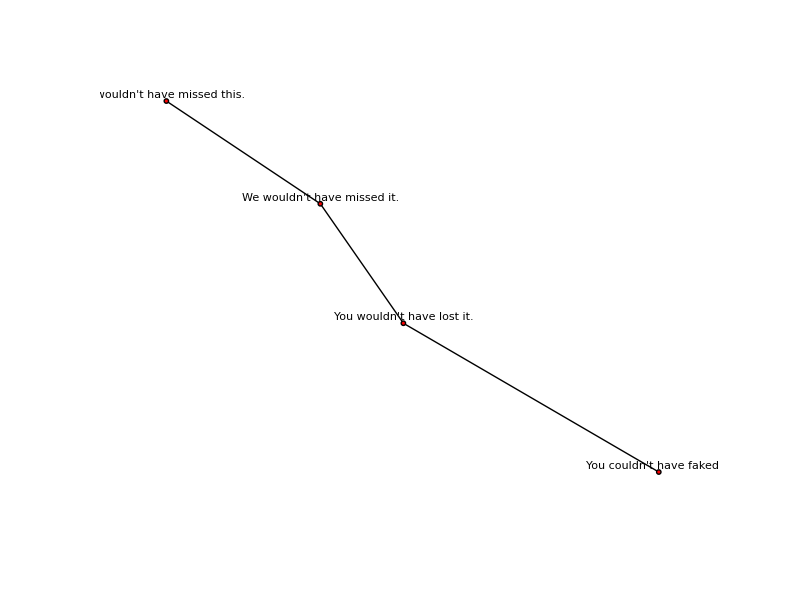 wouldn't have missed this.
We wouldn't have missed it.
You wouldn't have lost it.
You couldn't have faked